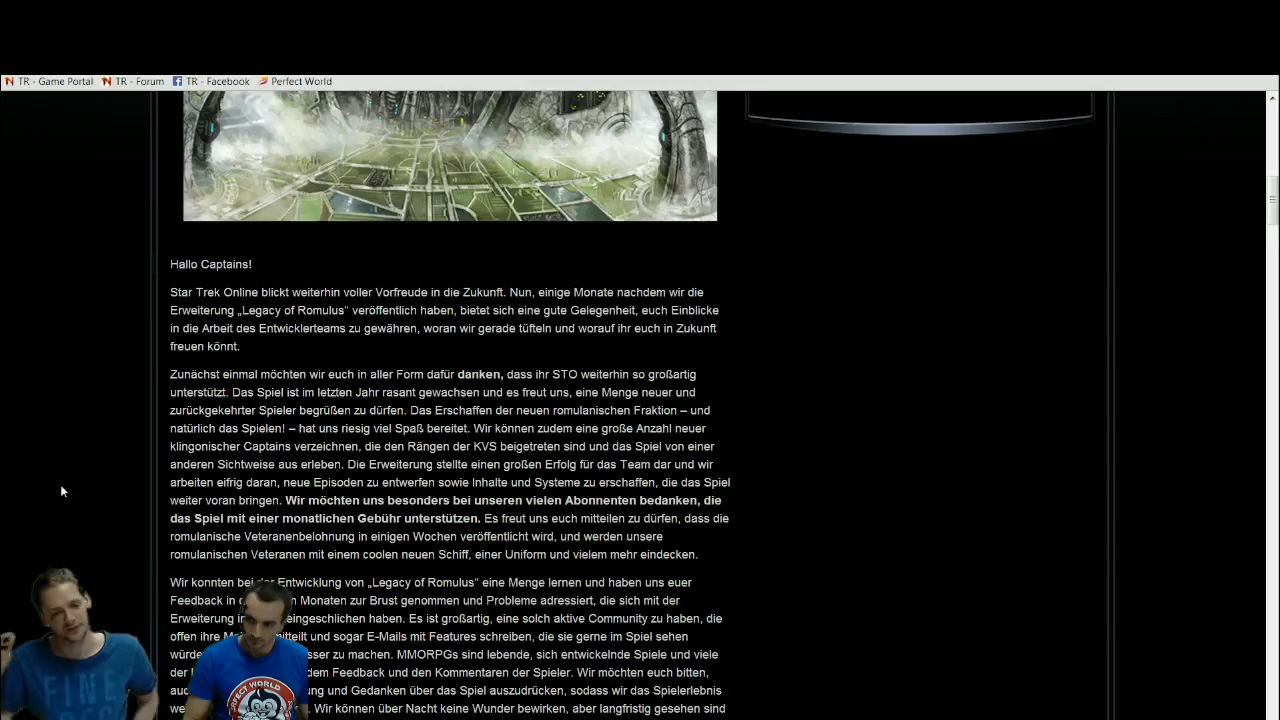 TR - Game Portal TR - Forum TR - Facebook Perfect World
Hallo Captains!
Star Trek Online blickt weiterhin voller Vorfreude in die Zukunft. Nun, einige Monate nachdem wir die
Erweiterung „Legacy of Romulus“ veröffentlich haben, bietet sich eine gute Gelegenheit, euch Einblicke
in die Arbeit des Entwicklerteams zu gewähren, woran wir gerade tüfteln und worauf ihr euch in Zukunft
freuen könnt.
Zunächst einmal möchten wir euch in aller Form dafür danken, dass ihr STO weiterhin so großartig
unterstützt. Das Spiel ist im letzten Jahr rasant gewachsen und es freut uns, eine Menge neuer und
zurückgekehrter Spieler begrüßen zu dürfen. Das Erschaffen der neuen romulanischen Fraktion – und
natürlich das Spielen! – hat uns riesig viel Spaß bereitet. Wir können zudem eine große Anzahl neuer
klingonischer Captains verzeichnen, die den Rängen der KVS beigetreten sind und das Spiel von einer
anderen Sichtweise aus erleben. Die Erweiterung stellte einen großen Erfolg für das Team dar und wir
arbeiten eifrig daran, neue Episoden zu entwerfen sowie Inhalte und Systeme zu erschaffen, die das Spiel
weiter voran bringen. Wir möchten uns besonders bei unseren vielen Abonnenten bedanken, die
das Spiel mit einer monatlichen Gebühr unterstützen. Es freut uns euch mitteilen zu dürfen, dass die
romulanische Veteranenbelohnung in einigen Wochen veröffentlicht wird, und werden unsere
romulanischen Veteranen mit einem coolen neuen Schiff, einer Uniform und vielem mehr eindecken.
Wir konnten bei der Entwicklung von „Legacy of Romulus“ eine Menge lernen und haben uns euer
Feedback in Monaten zur Brust genommen und Probleme adressiert, die sich mit der
Erweiterung eingeschlichen haben. Es ist großartig, eine solch aktive Community zu haben, die
offen ihre mitteilt und sogar E-Mails mit Features schreiben, die sie gerne im Spiel sehen
zu machen. MMORPGs sind lebende, sich entwickelnde Spiele und viele
Feedback und den Kommentaren der Spieler. Wir möchten euch bitten,
und Gedanken über das Spiel auszudrücken, sodass wir das Spielerlebnis
Wir können über Nacht keine Wunder bewirken, aber langfristig gesehen sind
FINE
PERFECT WORLD